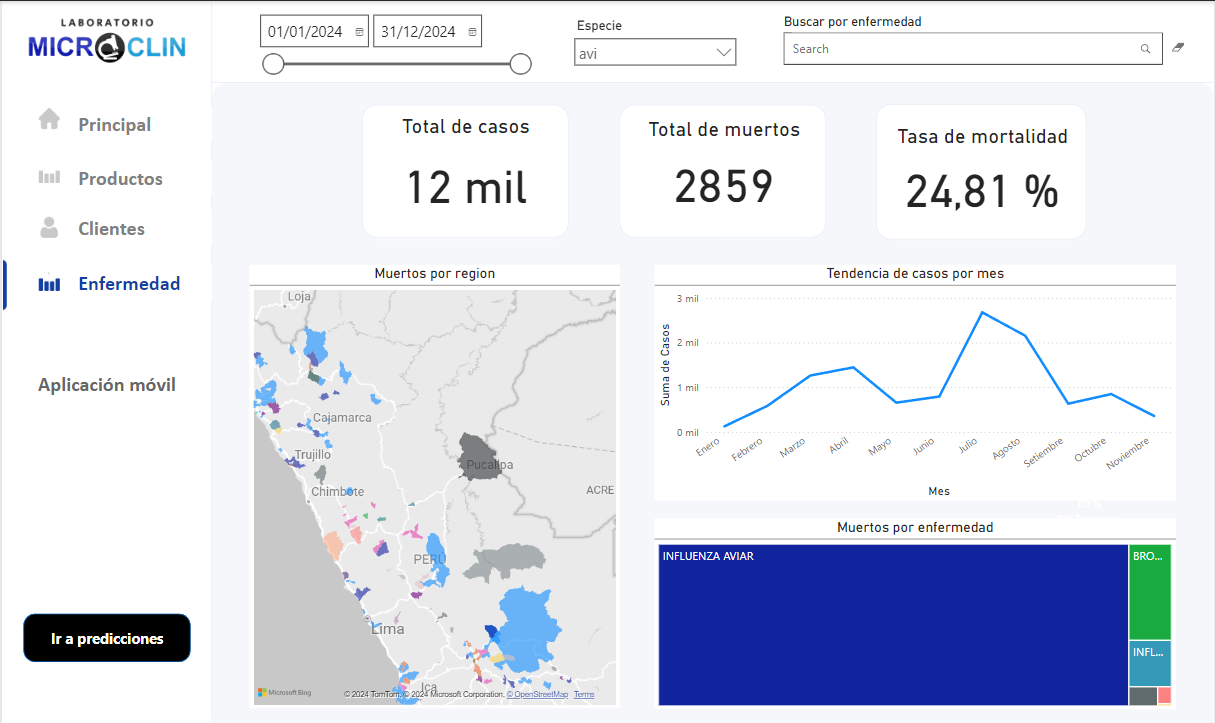 LABORATORIO
MICROCLIN
Principal
Productos
Clientes
Enfermedad
Aplicación móvil
Ir a predicciones
01/01/2024
31/12/2024
Especie
avi
Buscar por enfermedad
Search
Total de casos
12 mil
Total de muertos
2859
Tasa de mortalidad
24,81 %
Muertos por region
Loja
Cajamarca
Trujillo
Pucallpa
Chimbote
ACRE
PERÚ
Lima
Ica
Microsoft Bing
© 2024 TomTom, © 2024 Microsoft Corporation, © OpenStreetMap Terms
Tendencia de casos por mes
Suma de Casos
3 mil
2 mil
1 mil
0 mil
Enero
Febrero
Marzo
Abril
Mayo
Junio
Julio
Agosto
Setiembre
Octubre
Noviembre
Mes
Muertos por enfermedad
INFLUENZA AVIAR
BRO...
INFL...